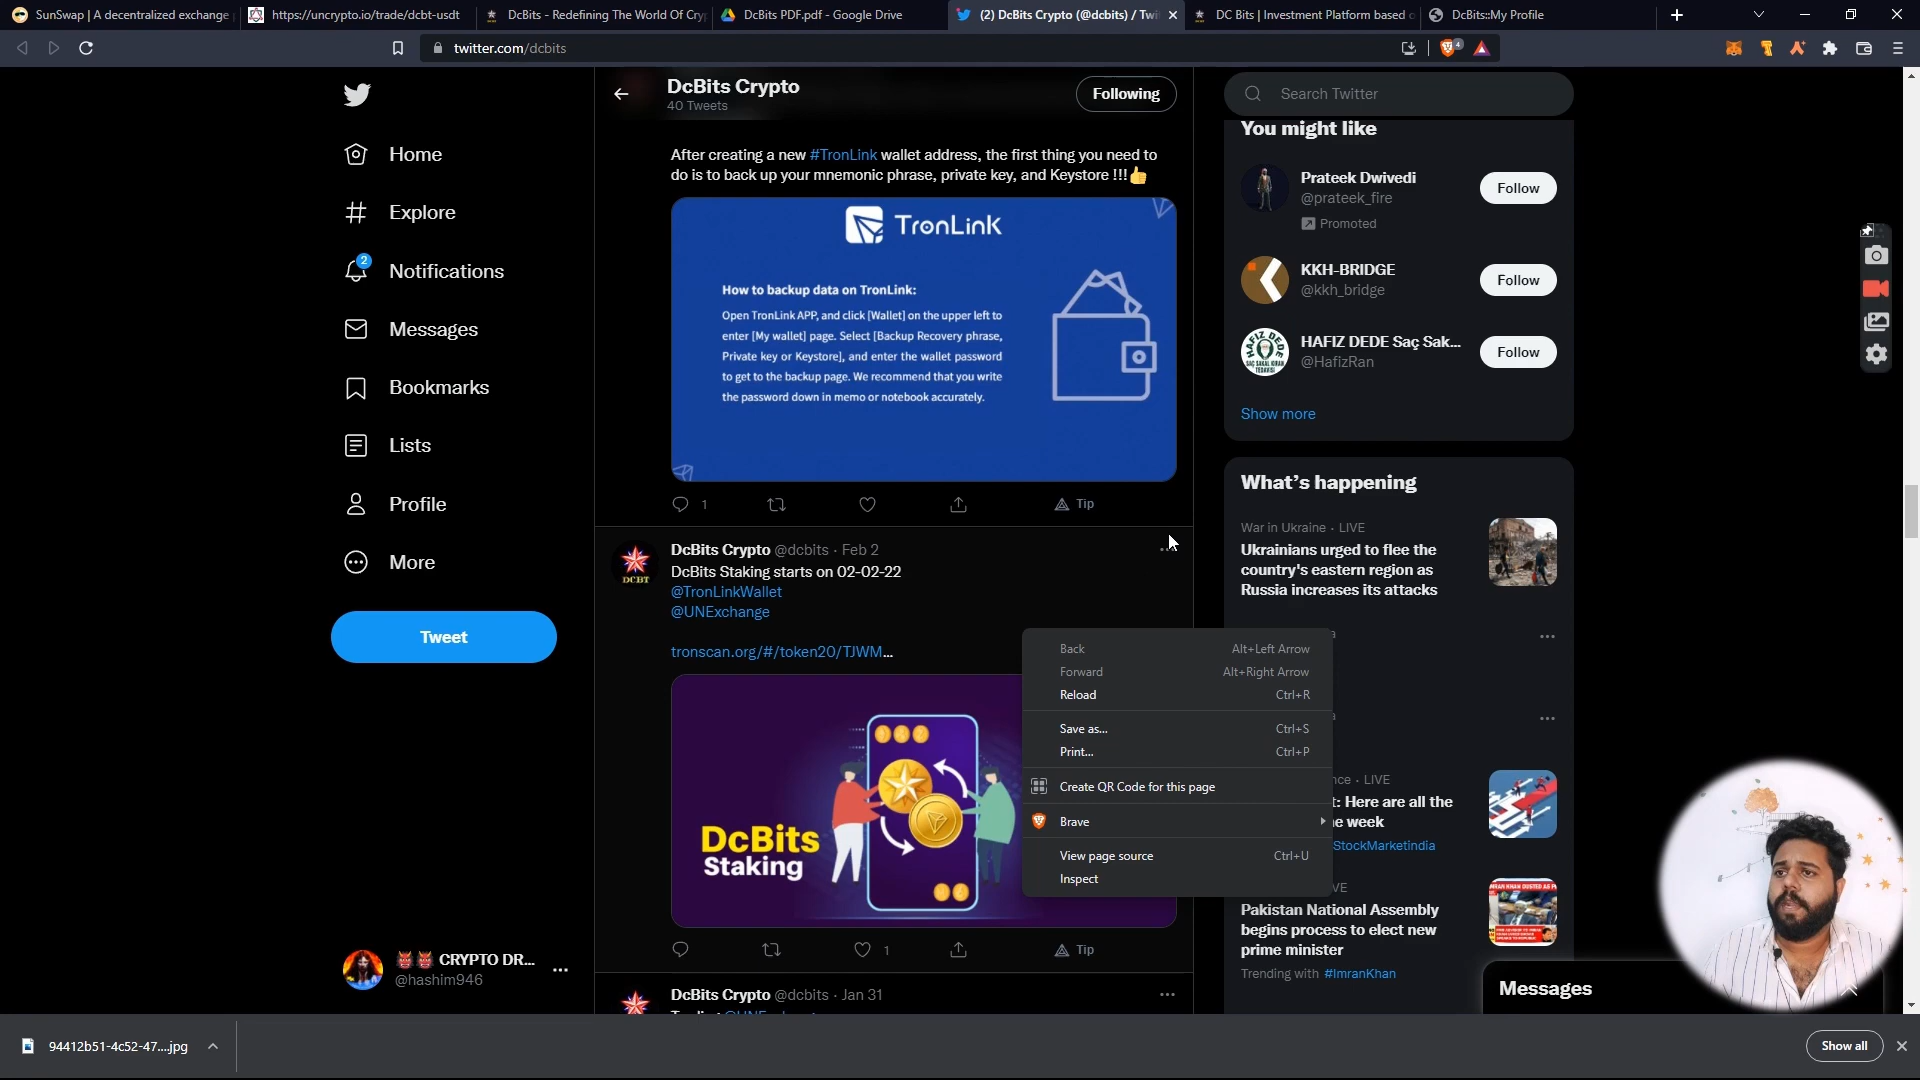 SunSwap | A decentralized exchange
https://uncrypto.io/trade/dcbt-usdt
DcBits - Redefining The World Of Cry
DcBits PDF.pdf - Google Drive
(2) DcBits Crypto (@dcbits) / Twi
DC Bits | Investment Platform based o
DcBits::My Profile
twitter.com/dcbits
4
Home
Explore
2
Notifications
Messages
Bookmarks
Lists
Profile
More
Tweet
CRYPTO DR...
@hashim946
DcBits Crypto
40 Tweets
Following
After creating a new #TronLink wallet address, the first thing you need to
do is to back up your mnemonic phrase, private key, and Keystore !!!👍
TronLink
How to backup data on TronLink:
Open TronLink APP, and click [Wallet] on the upper left to
enter [My wallet] page. Select [Backup Recovery phrase,
Private key or Keystore], and enter the wallet password
to get to the backup page. We recommend that you write
the password down in memo or notebook accurately.
1
Tip
DcBits Crypto @dcbits · Feb 2
DcBits Staking starts on 02-02-22
@TronLinkWallet
@UNExchange
tronscan.org/#/token20/TJWM...
DCBT
DcBits
Staking
1
Tip
DcBits Crypto @dcbits · Jan 31
Back Alt+Left Arrow
Forward Alt+Right Arrow
Reload Ctrl+R
Save as... Ctrl+S
Print... Ctrl+P
Create QR Code for this page
Brave
View page source Ctrl+U
Inspect
Search Twitter
You might like
Prateek Dwivedi
@prateek_fire
Promoted
Follow
KKH-BRIDGE
@kkh_bridge
Follow
HAFIZ DEDE Saç Sak...
@HafizRan
Follow
Show more
What's happening
War in Ukraine · LIVE
Ukrainians urged to flee the
country's eastern region as
Russia increases its attacks
nce · LIVE
t: Here are all the
e week
StockMarketindia
VE
Pakistan National Assembly
begins process to elect new
prime minister
Trending with #ImranKhan
Messages
94412b51-4c52-47....jpg
Show all